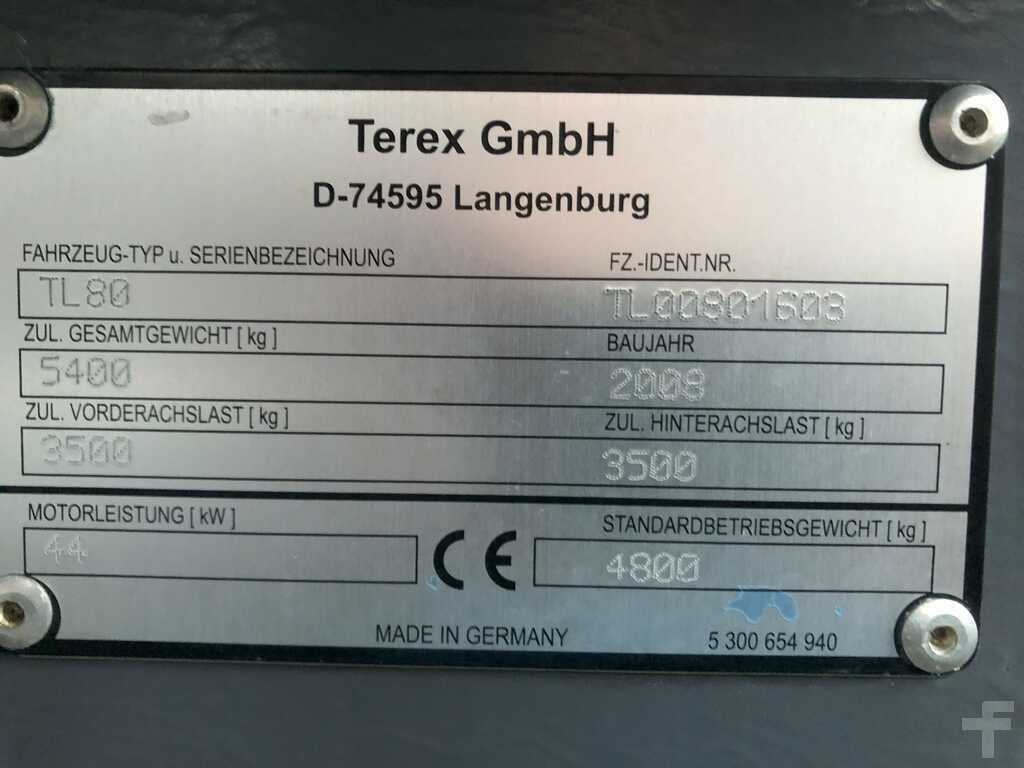 Terex GmbH
D-74595 Langenburg
FAHRZEUG-TYP u. SERIENBEZEICHNUNG FZ.-IDENT.NR.
TL80 TL00801603
ZUL. GESAMTGEWICHT [ kg ] BAUJAHR
5400 2008
ZUL. VORDERACHSLAST [ kg ] ZUL. HINTERACHSLAST [ kg ]
3500 3500
MOTORLEISTUNG [ kW ] STANDARDBETRIEBSGEWICHT [ kg ]
44 CE 4800
MADE IN GERMANY 5 300 654 940